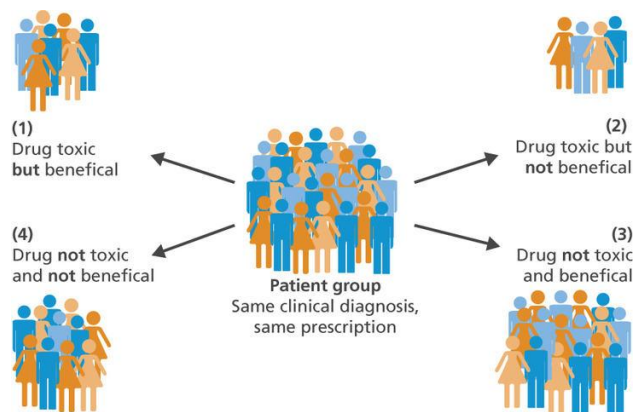 (1)
Drug toxic
but benefical
(2)
Drug toxic but
not benefical
(4)
Drug not toxic
and not benefical
(3)
Drug not toxic
and benefical
Patient group
Same clinical diagnosis,
same prescription